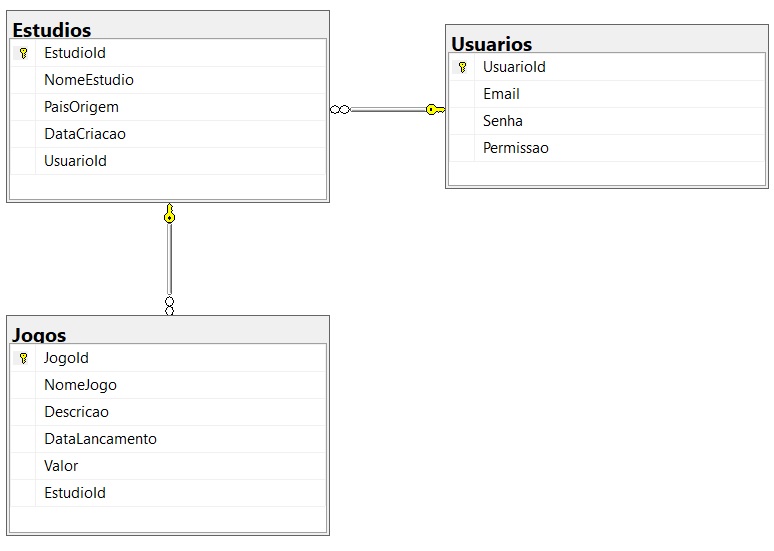 Estudios
EstudioId
NomeEstudio
PaisOrigem
DataCriacao
UsuarioId
Usuarios
UsuarioId
Email
Senha
Permissao
Jogos
JogoId
NomeJogo
Descricao
DataLancamento
Valor
EstudioId